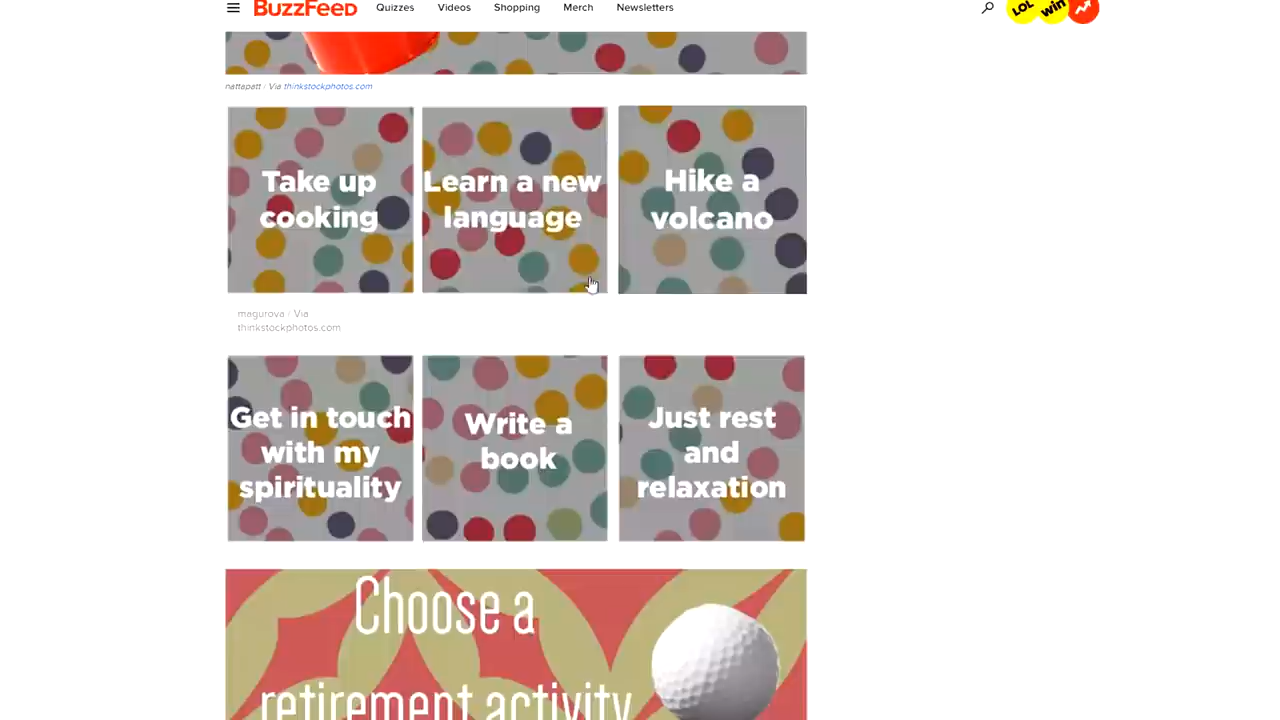 BuzzFeed Quizzes Videos Shopping Merch Newsletters LOL win
nattapatt / Via thinkstockphotos.com
Take up
cooking
Learn a new
language
Hike a
volcano
magurova / Via
thinkstockphotos.com
Get in touch
with my
spirituality
Write a
book
Just rest
and
relaxation
Choose a
retirement activity